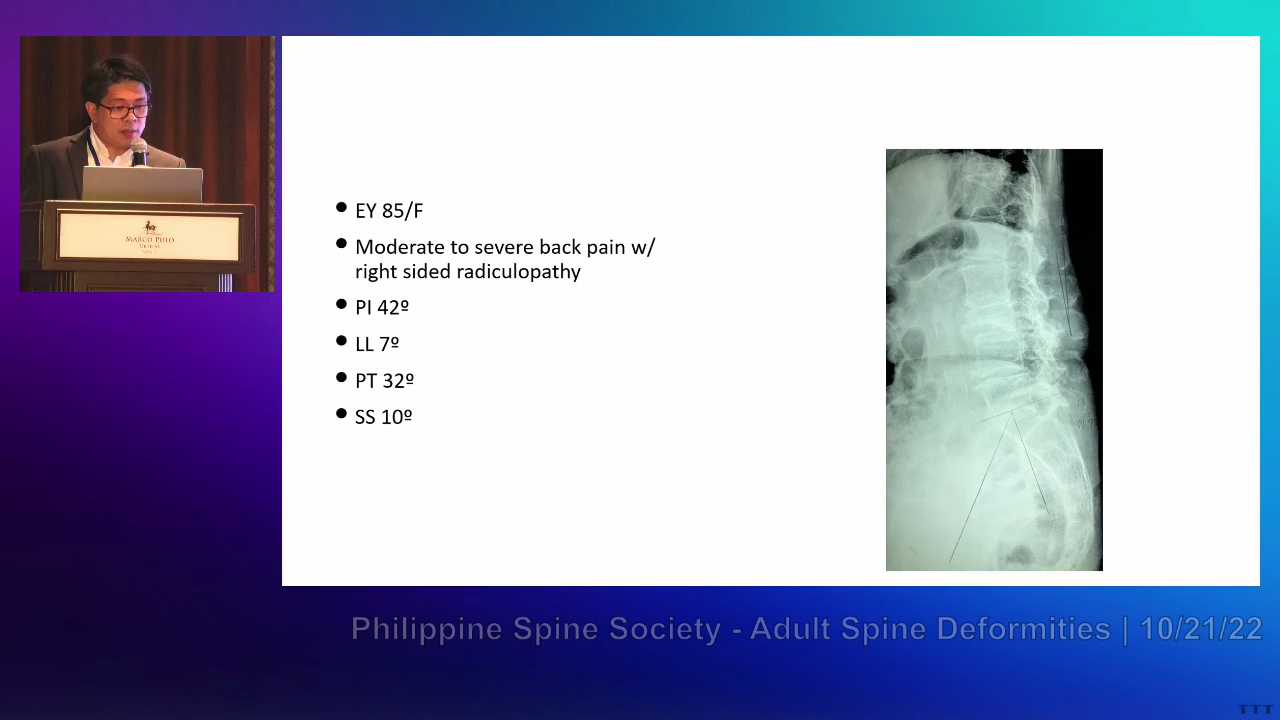 MARCO POLO
EY 85/F
Moderate to severe back pain w/
right sided radiculopathy
PI 42º
LL 7º
PT 32º
SS 10º
Philippine Spine Society - Adult Spine Deformities | 10/21/22
TTT